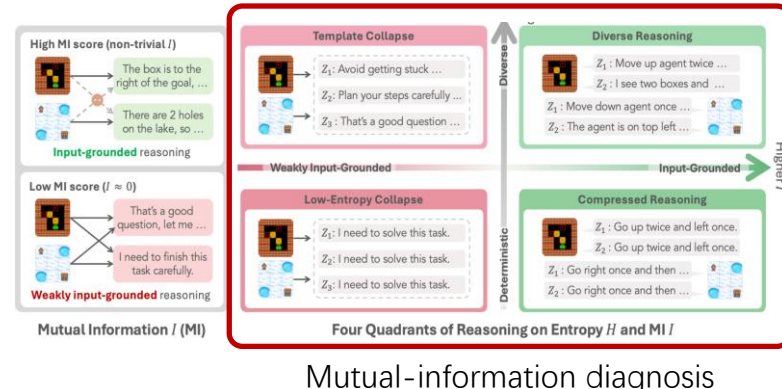 High MI score (non-trivial I)
The box is to the
right of the goal, ...
There are 2 holes
on the lake, so ...
Input-grounded reasoning
Low MI score (I ≈ 0)
That's a good
question, let me ...
I need to finish this
task carefully.
Weakly input-grounded reasoning
Mutual Information I (MI)
Template Collapse
Z₁: Avoid getting stuck ...
Z₂: Plan your steps carefully ...
Z₃: That's a good question ...
Diverse
Diverse Reasoning
Z₁ : Move up agent twice ...
Z₂ : I see two boxes and ...
Z₁ : Move down agent once ...
Z₂ : The agent is on top left ...
Weakly Input-Grounded
Input-Grounded
Higher I
Low-Entropy Collapse
Z₁: I need to solve this task.
Z₂: I need to solve this task.
Z₃: I need to solve this task.
Deterministic
Compressed Reasoning
Z₁ : Go up twice and left once.
Z₂ : Go up twice and left once.
Z₁ : Go right once and then ...
Z₂ : Go right once and then ...
Four Quadrants of Reasoning on Entropy H and MI I
Mutual-information diagnosis